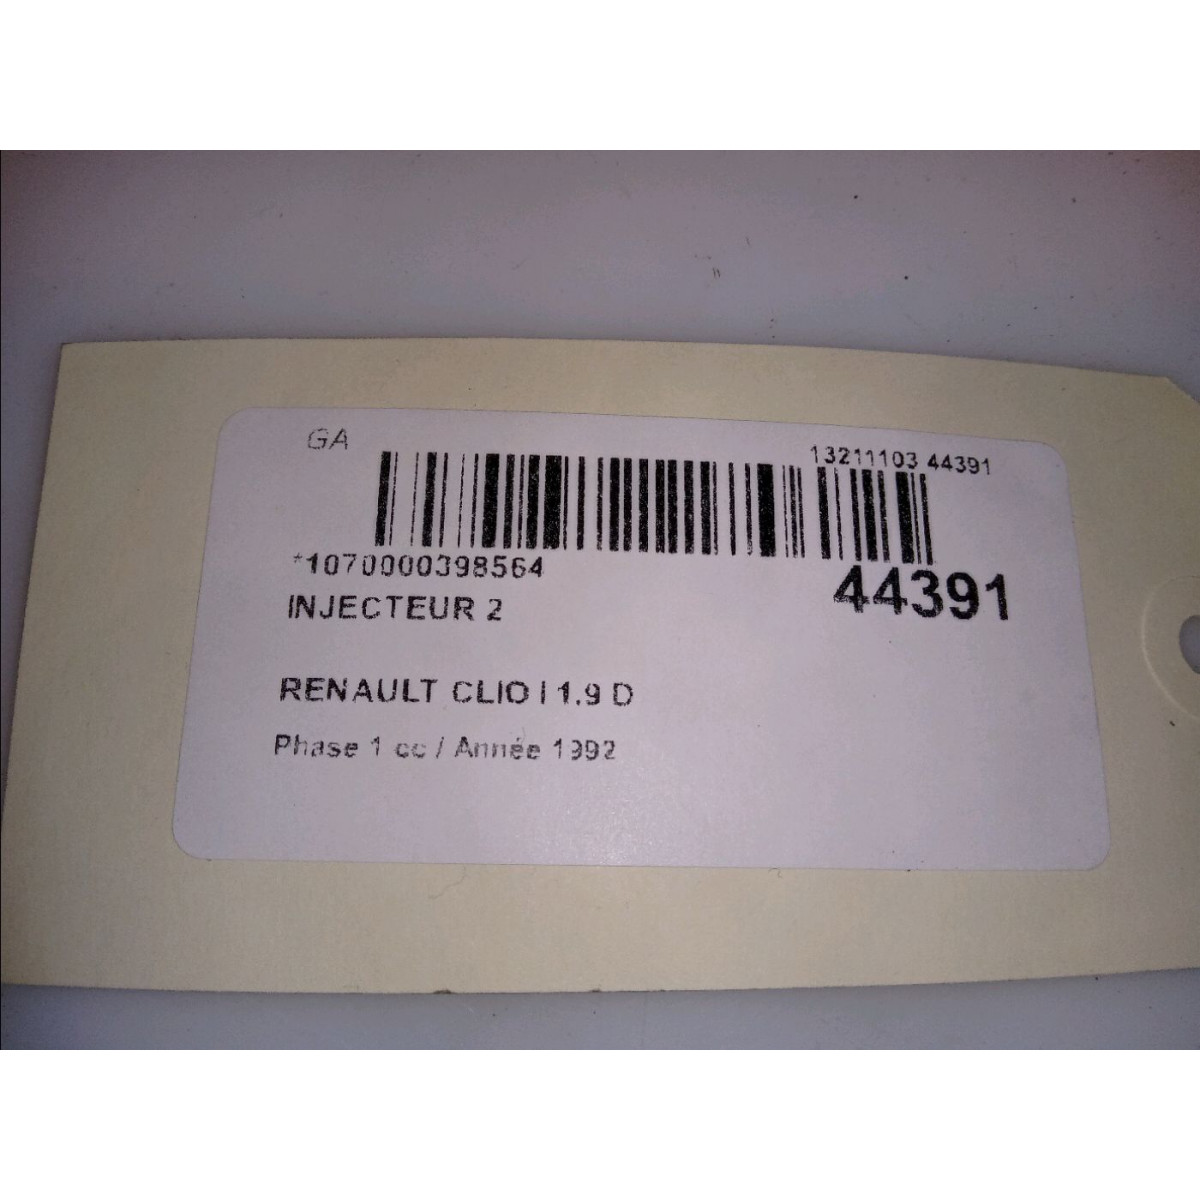 GA
13211103 44391
*1070000398564
44391
INJECTEUR 2
RENAULT CLIO I 1.9 D
Phase 1 cc / Année 1992